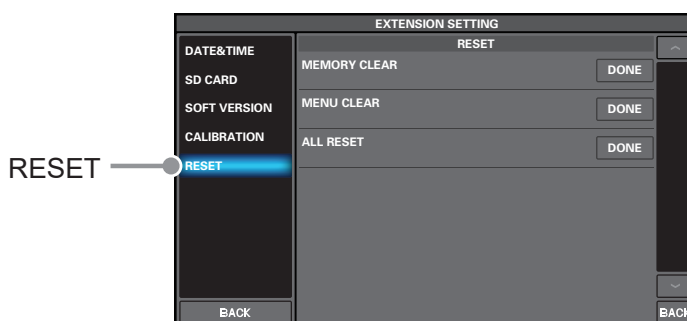 EXTENSION SETTING
DATE&TIME
SD CARD
SOFT VERSION
CALIBRATION
RESET
RESET
BACK
RESET
MEMORY CLEAR DONE
MENU CLEAR DONE
ALL RESET DONE
BACK